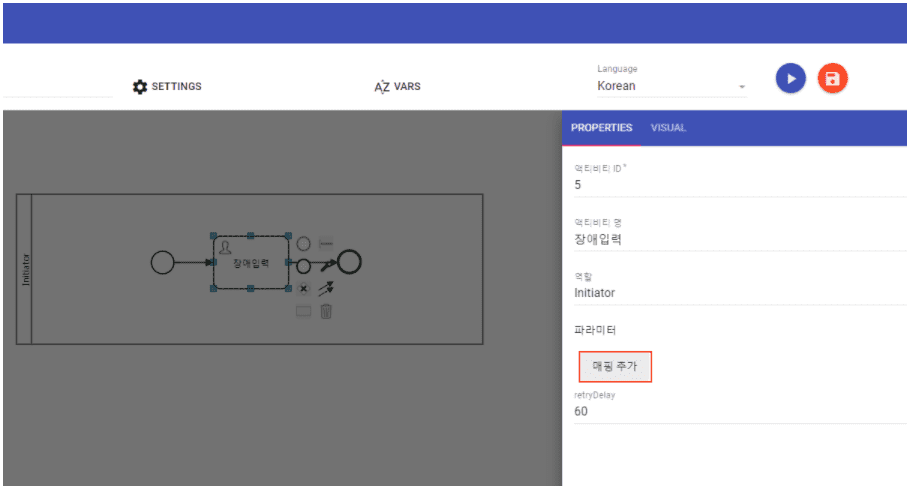 Language
SETTINGS
AZ VARS
Korean
PROPERTIES
VISUAL
액티비티 ID *
5
액티비티 명
장애입력
역할
Initiator
파라미터
매핑 추가
retryDelay
60
Initiator
장애입력